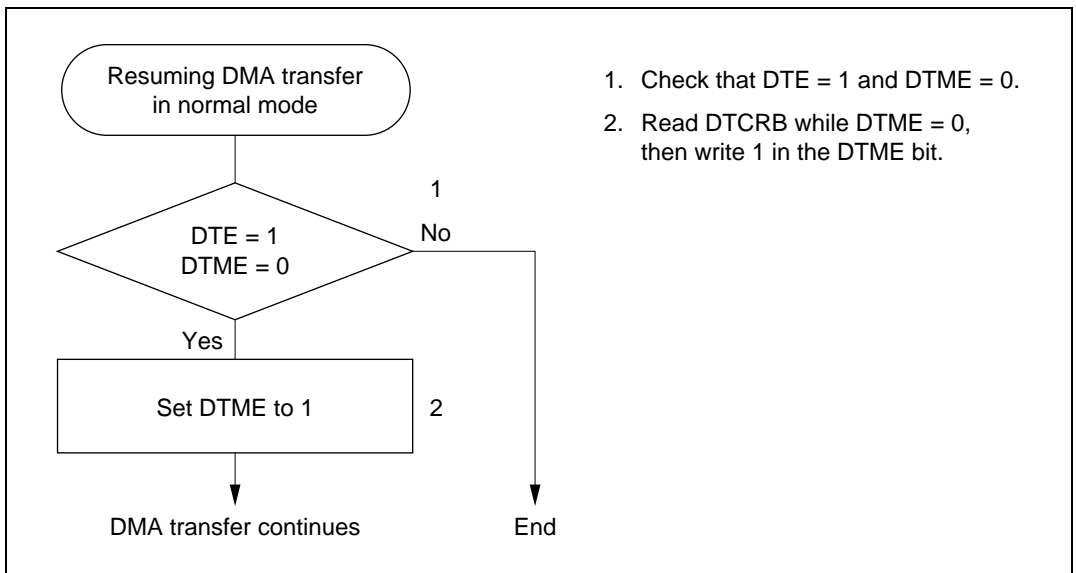 Resuming DMA transfer
in normal mode
1
DTE = 1
DTME = 0
No
Yes
Set DTME to 1
2
DMA transfer continues
End
1. Check that DTE = 1 and DTME = 0.
2. Read DTCRB while DTME = 0,
then write 1 in the DTME bit.